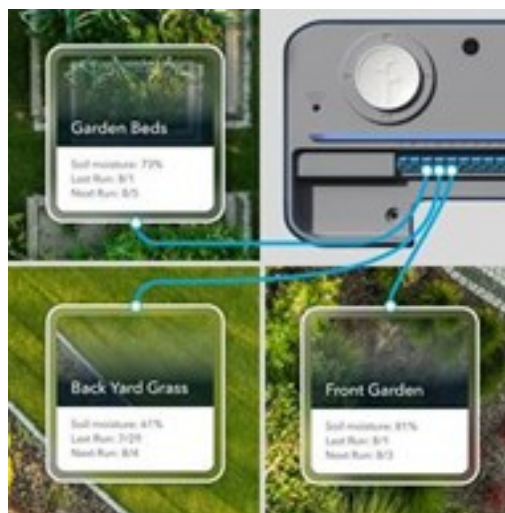 Garden Beds
Soil moisture: 73%
Last Run: 8/1
Next Run: 8/5
Back Yard Grass
Soil moisture: 61%
Last Run: 7/29
Next Run: 8/4
Front Garden
Soil moisture: 81%
Last Run: 8/1
Next Run: 8/3